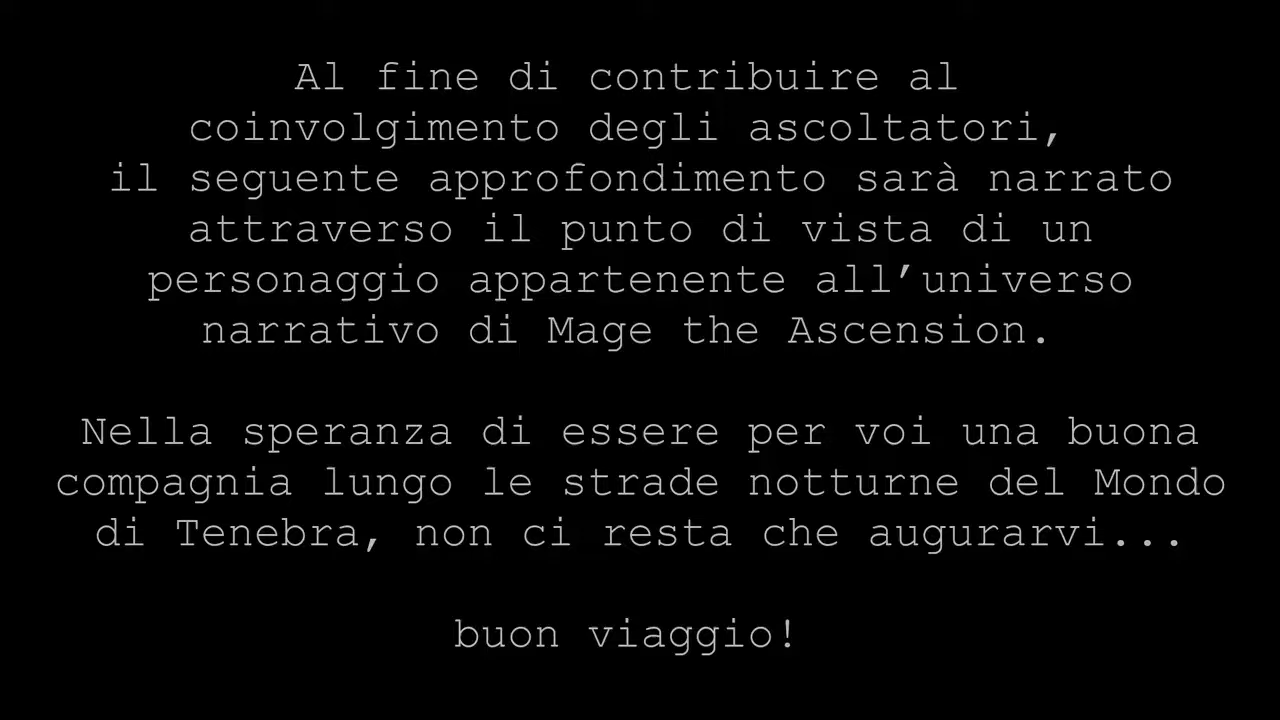 Al fine di contribuire al
coinvolgimento degli ascoltatori,
il seguente approfondimento sarà narrato
attraverso il punto di vista di un
personaggio appartenente all’universo
narrativo di Mage the Ascension.
Nella speranza di essere per voi una buona
compagnia lungo le strade notturne del Mondo
di Tenebra, non ci resta che augurarvi...
buon viaggio!